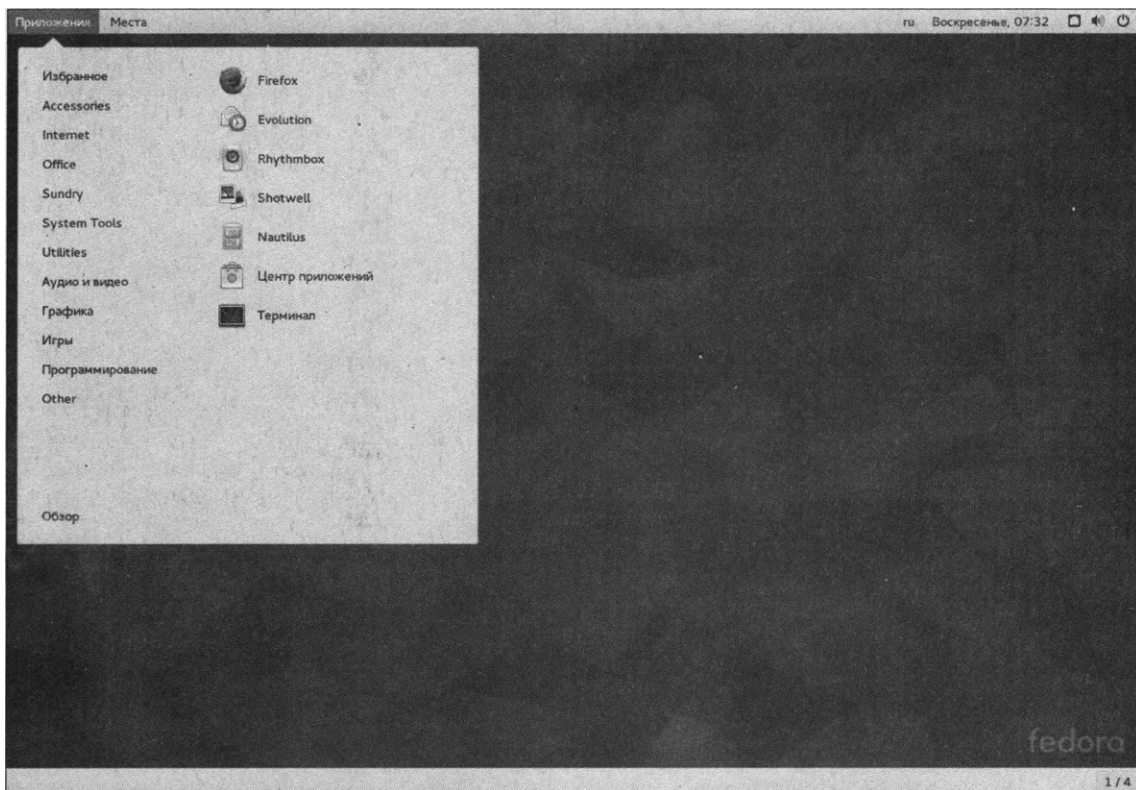 Приложения Места ru Воскресенье, 07:32
Избранное
Accessories
Internet
Office
Sundry
System Tools
Utilities
Аудио и видео
Графика
Игры
Программирование
Other
Обзор
Firefox
Evolution
Rhythmbox
Shotwell
Nautilus
Центр приложений
Терминал
fedora
1 / 4